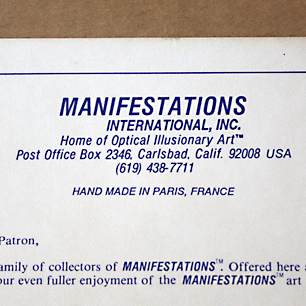 MANIFESTATIONS
INTERNATIONAL, INC.
Home of Optical Illusionary Art™
Post Office Box 2346, Carlsbad, Calif. 92008 USA
(619) 438-7711
HAND MADE IN PARIS, FRANCE
Patron,
family of collectors of MANIFESTATIONS™. Offered here
our even fuller enjoyment of the MANIFESTATIONS™ art